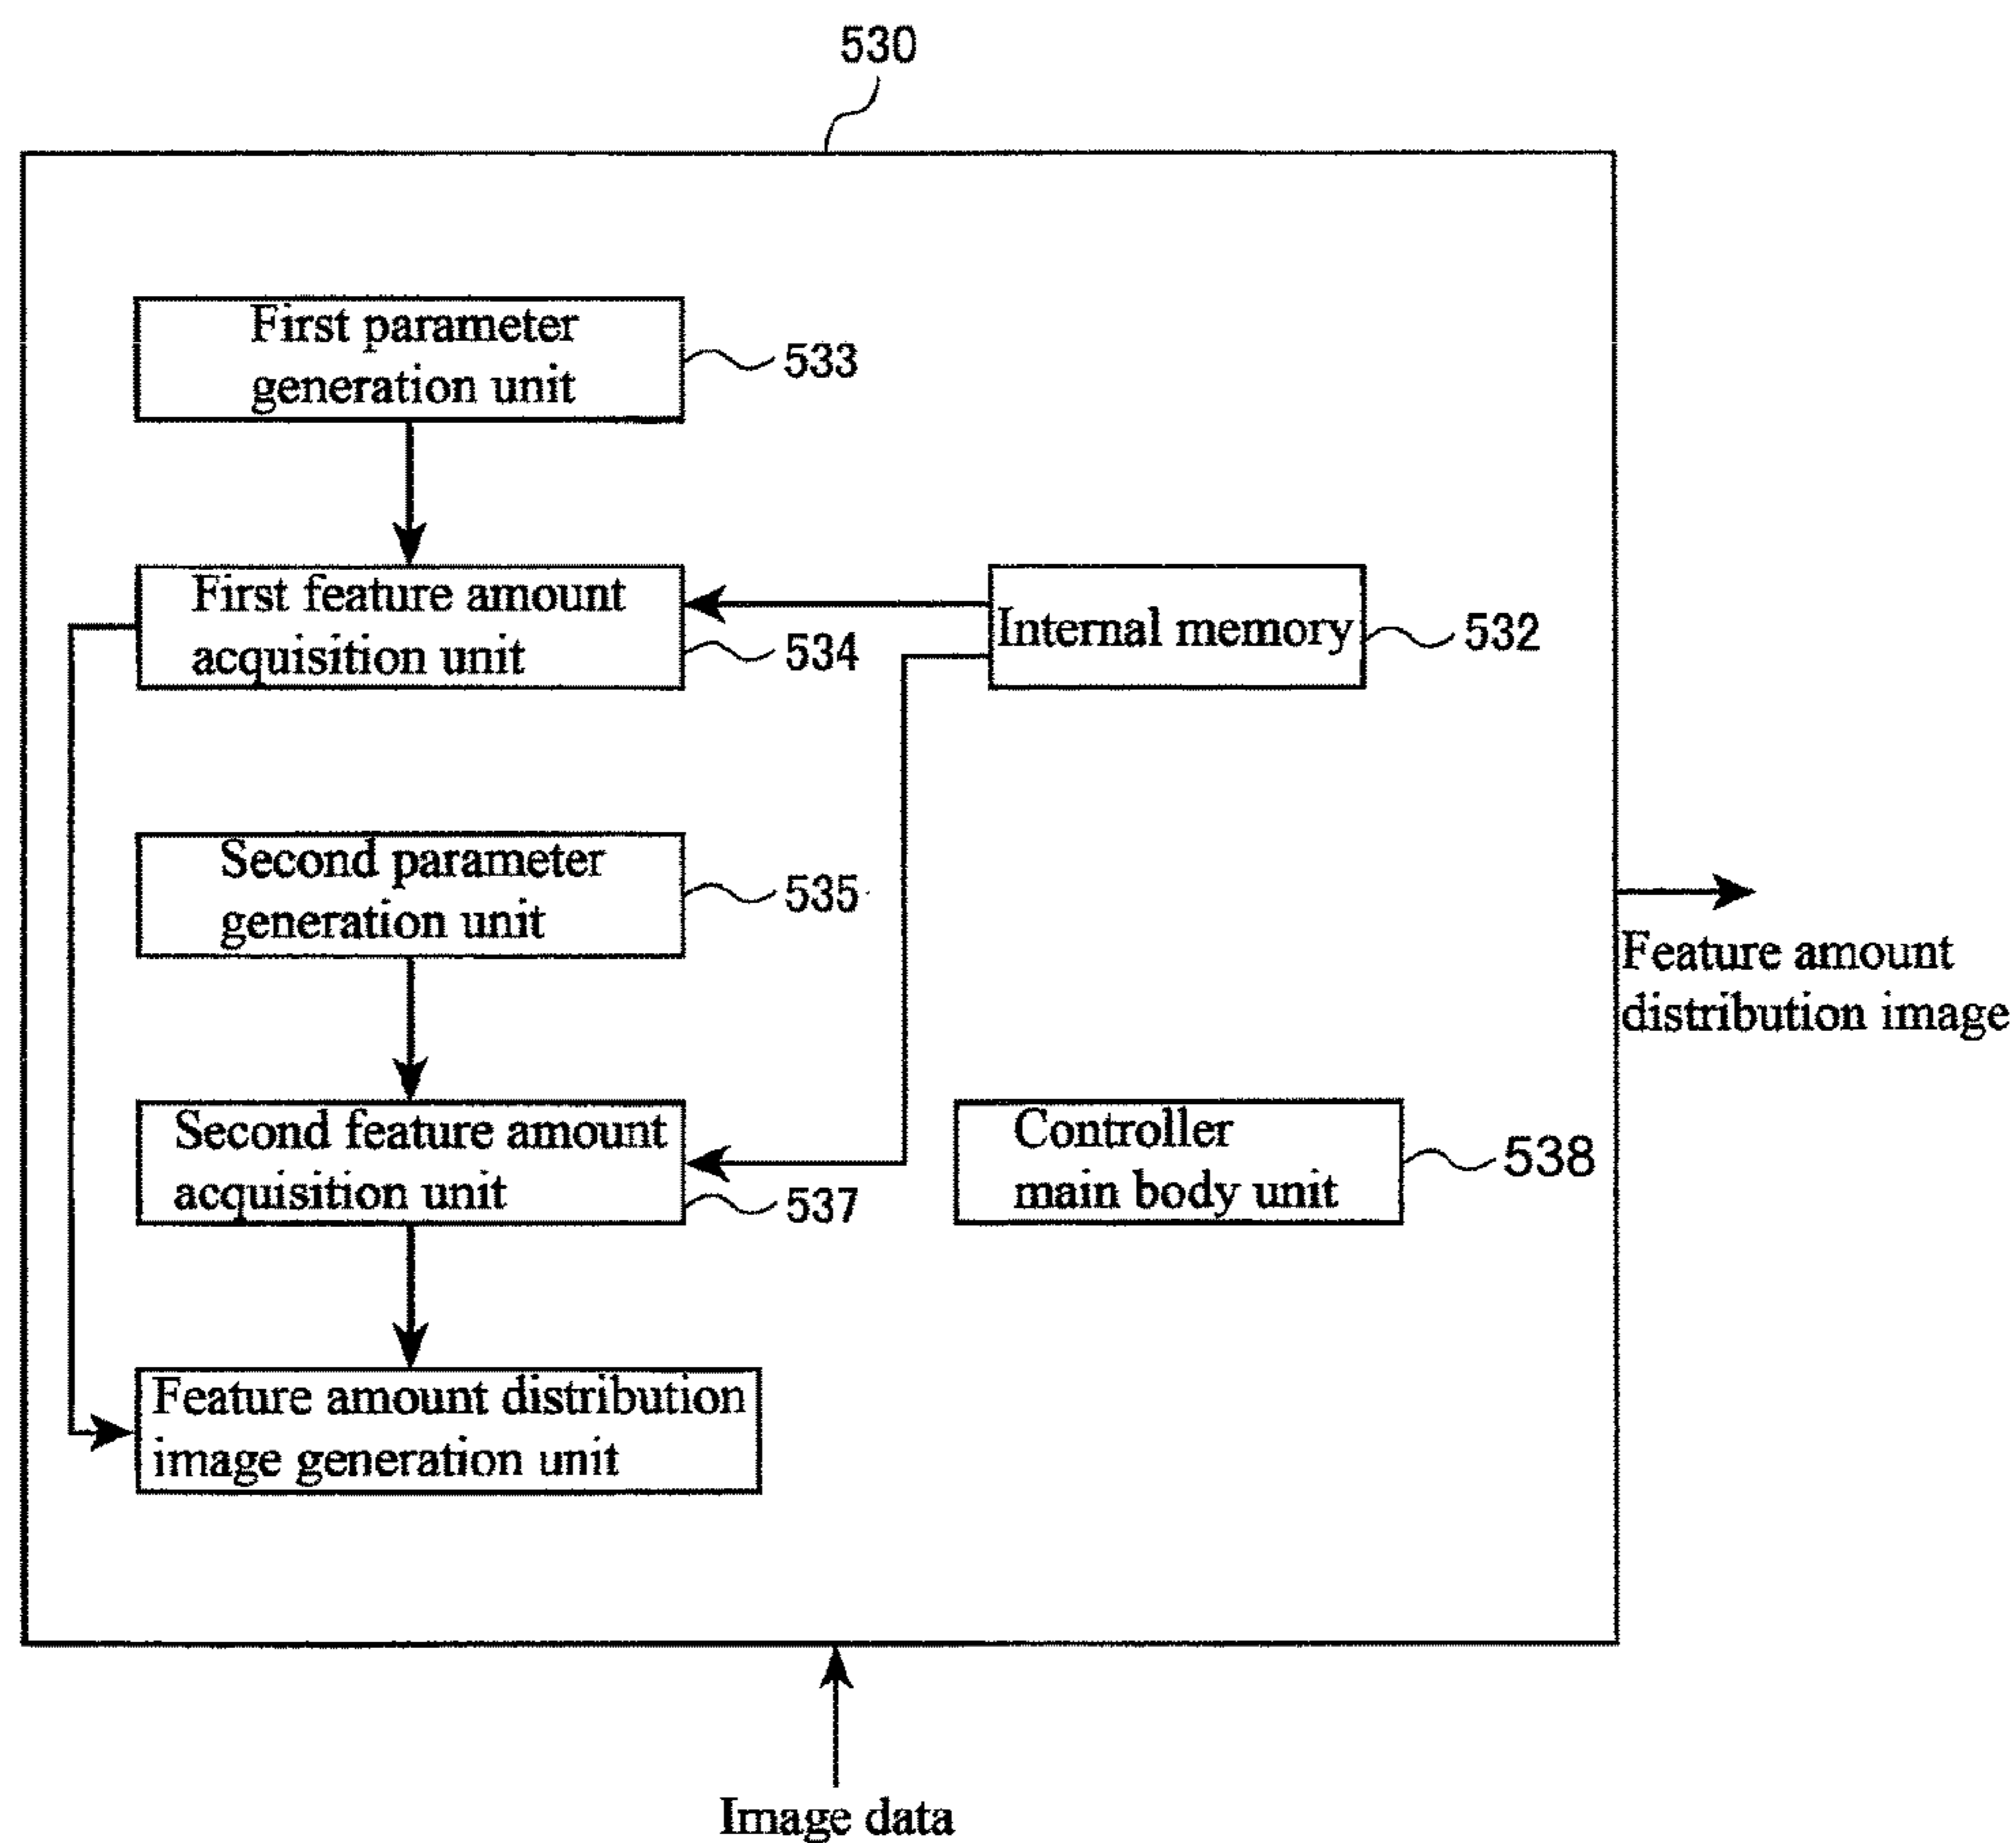 530
First parameter
generation unit
533
First feature amount
acquisition unit
534
Internal memory
532
Second parameter
generation unit
535
Feature amount
distribution image
Second feature amount
acquisition unit
537
Controller
main body unit
538
Feature amount distribution
image generation unit
Image data